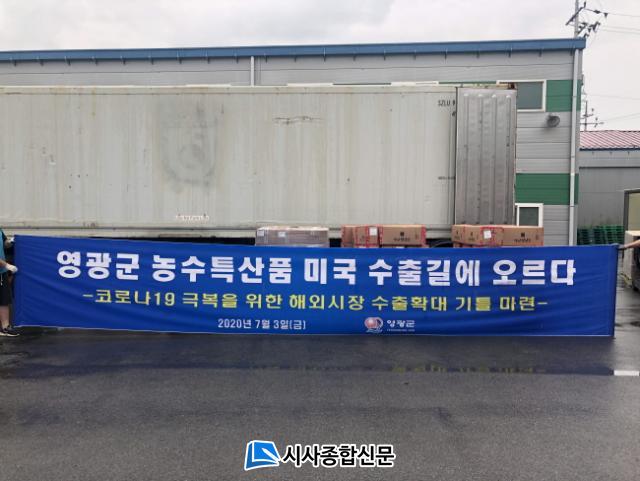 SZLU
영광군 농수특산품 미국 수출길에 오르다
-코로나19 극복을 위한 해외시장 수출확대 기틀 마련-
2020년 7월 3일(금)
영광군
시사종합신문